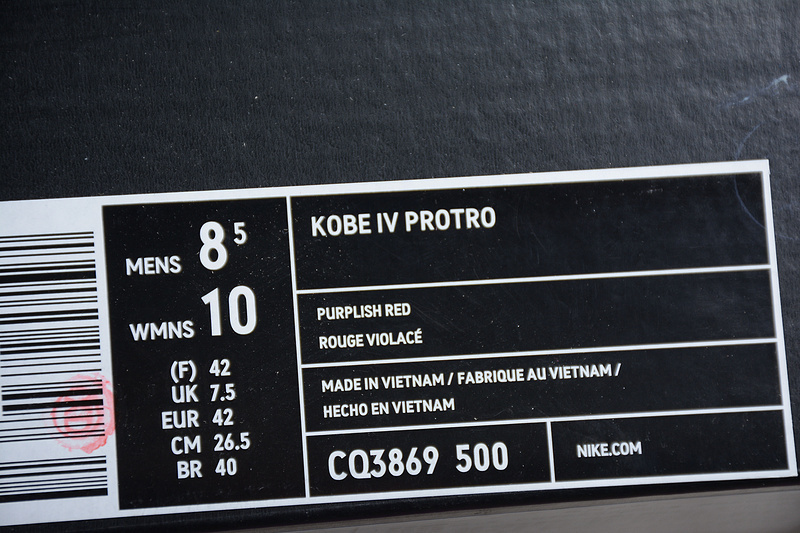 MENS 8 5
WMNS 10
(F) 42
UK 7.5
EUR 42
CM 26.5
BR 40
KOBE IV PROTRO
PURPLISH RED
ROUGE VIOLACÉ
MADE IN VIETNAM / FABRIQUE AU VIETNAM /
HECHO EN VIETNAM
CQ3869 500
NIKE.COM